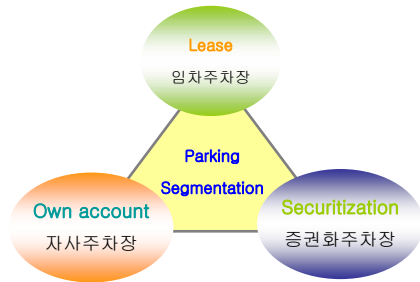 Lease
임차주차장
Parking
Segmentation
Own account
자사주차장
Securitization
증권화주차장